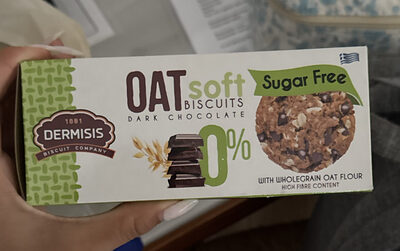 1881
DERMISIS
BISCUIT COMPANY
OAT soft
BISCUITS
DARK CHOCOLATE
0%
Sugar Free
WITH WHOLEGRAIN OAT FLOUR
HIGH FIBRE CONTENT